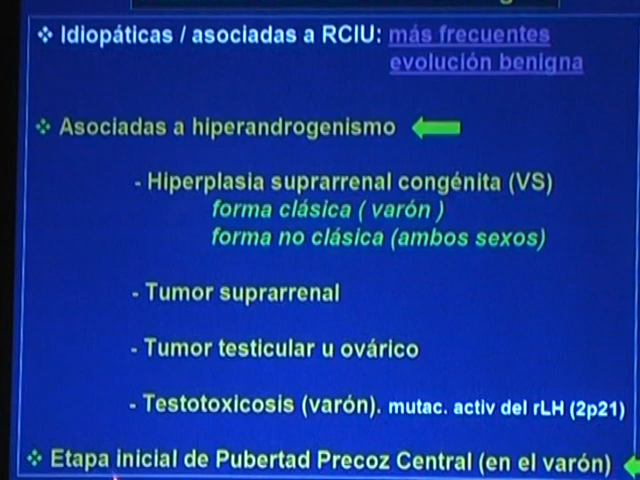 ❖ Idiopáticas / asociadas a RCIU: más frecuentes
evolución benigna
❖ Asociadas a hiperandrogenismo
- Hiperplasia suprarrenal congénita (VS)
forma clásica ( varón )
forma no clásica (ambos sexos)
- Tumor suprarrenal
- Tumor testicular u ovárico
- Testotoxicosis (varón). mutac. activ del rLH (2p21)
❖ Etapa inicial de Pubertad Precoz Central (en el varón)